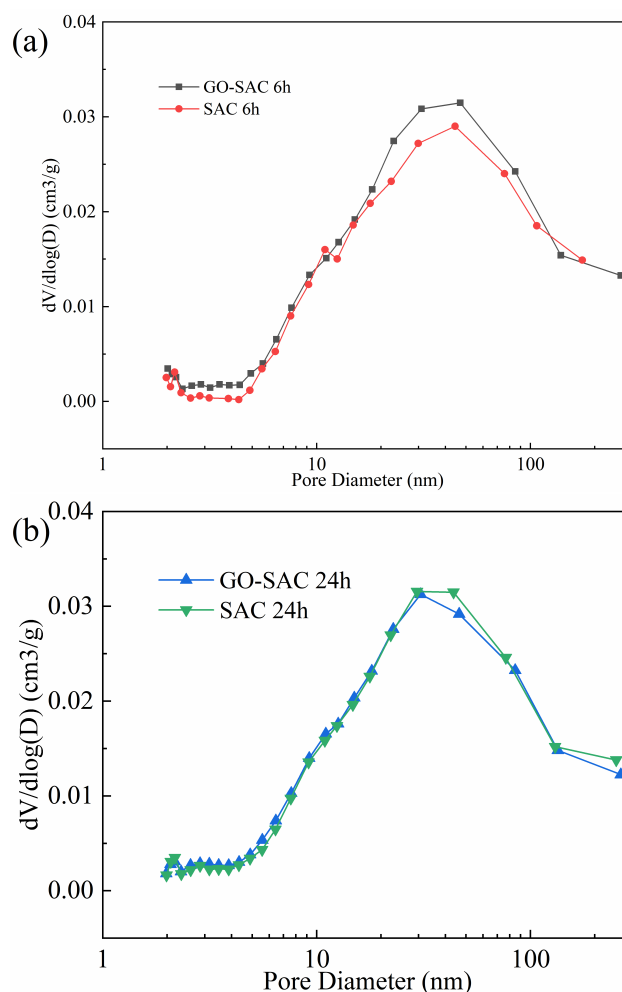 (a)
0.04
0.03
0.02
0.01
0.00
dV/dlog(D) (cm3/g)
GO-SAC 6h
SAC 6h
1
10
100
Pore Diameter (nm)
(b)
0.04
0.03
0.02
0.01
0.00
dV/dlog(D) (cm3/g)
GO-SAC 24h
SAC 24h
1
10
100
Pore Diameter (nm)